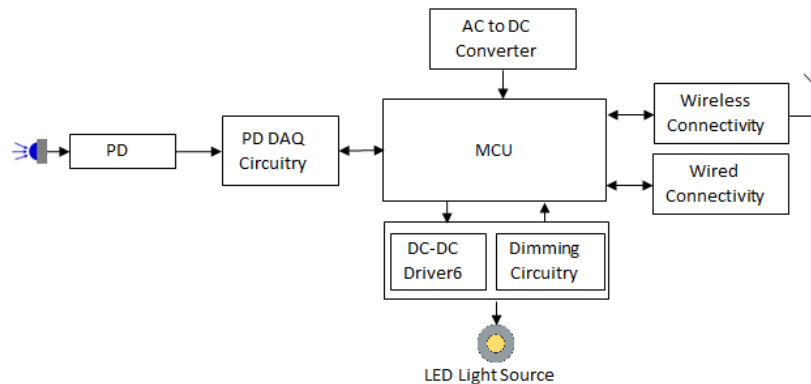 AC to DC
Converter
PD
PD DAQ
Circuitry
MCU
Wireless
Connectivity
Wired
Connectivity
DC-DC
Driver6
Dimming
Circuitry
LED Light Source